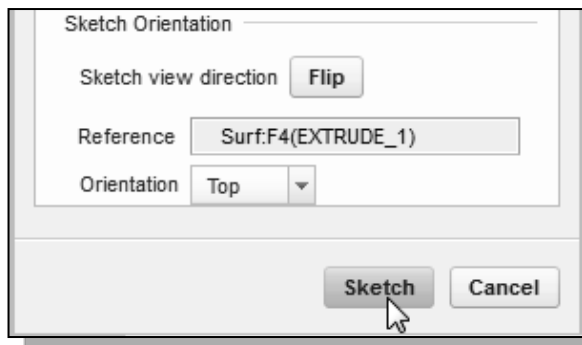 Sketch Orientation
Sketch view direction Flip
Reference Surf:F4(EXTRUDE_1)
Orientation Top
Sketch Cancel